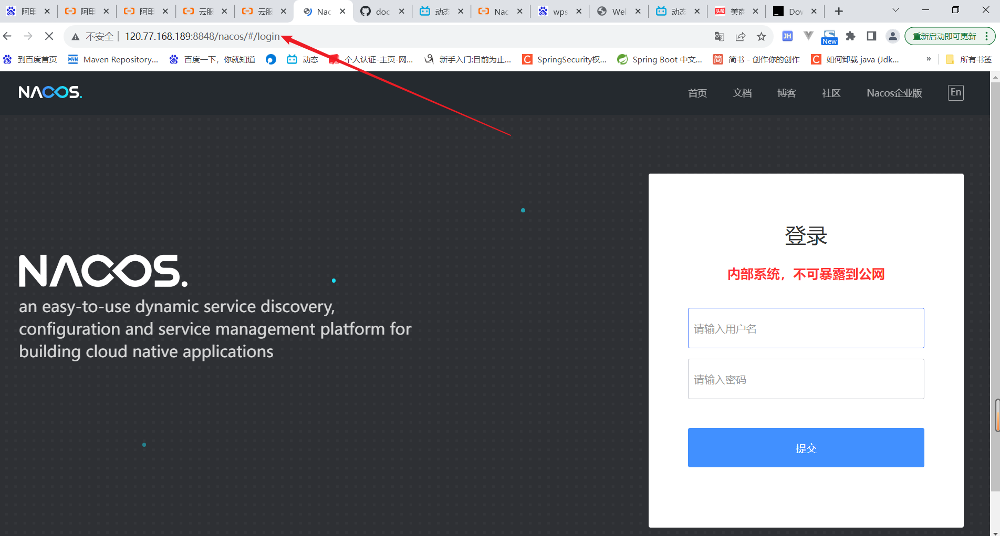 阿里 阿里 阿里 云服 云服 Nac doc 动态 Nac wps Wel 动态 头条 美商 Dov
不安全 120.77.168.189:8848/nacos/#/login JH New 重新启动即可更新
到百度首页 MVN Maven Repository... 百度一下，你就知道 动态 个人认证-主页-网... 新手入门:目前为止... C SpringSecurity权... Spring Boot 中文... 简 简书 - 创作你的创作 C 如何卸载 java (Jdk... » 所有书签
NACOS. 首页 文档 博客 社区 Nacos企业版 En
登录
内部系统，不可暴露到公网
NACOS.
an easy-to-use dynamic service discovery,
configuration and service management platform for
building cloud native applications
请输入用户名
请输入密码
提交